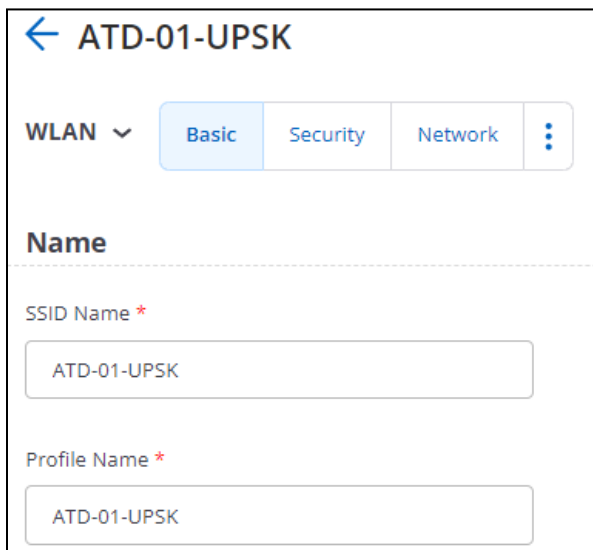 ATD-01-UPSK
WLAN Basic Security Network
Name
SSID Name *
ATD-01-UPSK
Profile Name *
ATD-01-UPSK